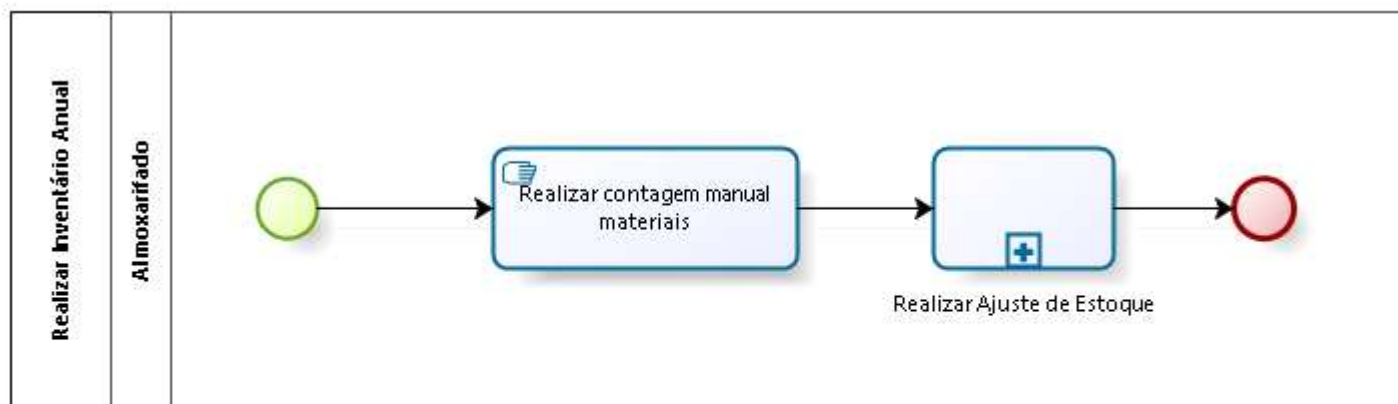 Realizar Inventário Anual
Almoxarifado
Realizar contagem manual
materiais
Realizar Ajuste de Estoque